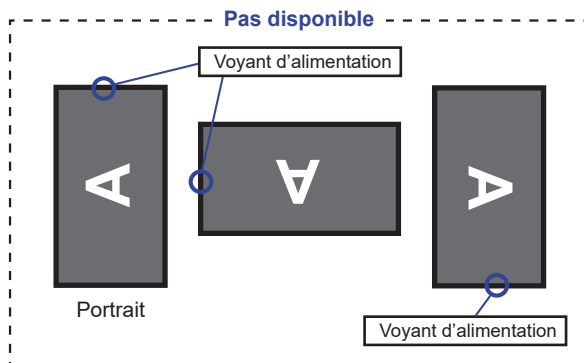 Pas disponible
Voyant d’alimentation
A
A
A
Portrait
Voyant d’alimentation